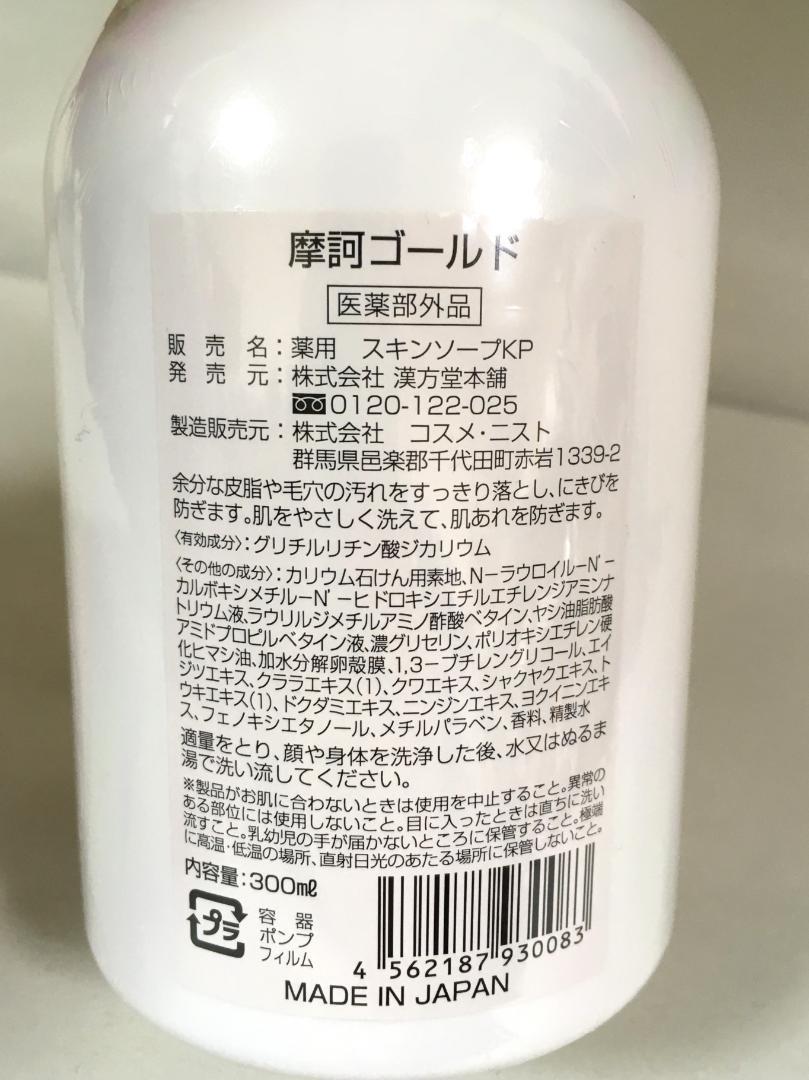 摩訶ゴールド
医薬部外品
販売名：薬用 スキンソープKP
発売元：株式会社 漢方堂本舗
0120-122-025
製造販売元：株式会社 コスメ・ニスト
群馬県邑楽郡千代田町赤岩1339-2
余分な皮脂や毛穴の汚れをすっきり落とし、にきびを
防ぎます。肌をやさしく洗えて、肌あれを防ぎます。
〈有効成分〉：グリチルリチン酸ジカリウム
〈その他の成分〉：カリウム石けん用素地、N－ラウロイル－N'－
カルボキシメチル－N'－ヒドロキシエチルエチレンジアミンナ
トリウム液、ラウリルジメチルアミノ酢酸ベタイン、ヤシ油脂肪酸
アミドプロピルベタイン液、濃グリセリン、ポリオキシエチレン硬
化ヒマシ油、加水分解卵殻膜、1,3－ブチレングリコール、エイ
ジツエキス、クララエキス(1)、クワエキス、シャクヤクエキス、ト
ウキエキス(1)、ドクダミエキス、ニンジンエキス、ヨクイニンエキ
ス、フェノキシエタノール、メチルパラベン、香料、精製水
適量をとり、顔や身体を洗浄した後、水又はぬるま
湯で洗い流してください。
※製品がお肌に合わないときは使用を中止すること。異常の
ある部位には使用しないこと。目に入ったときは直ちに洗い
流すこと。乳幼児の手が届かないところに保管すること。極端
に高温・低温の場所、直射日光のあたる場所に保管しないこと。
内容量：300㎖
プラ
容器
ポンプ
フィルム
4 562187 930083
MADE IN JAPAN